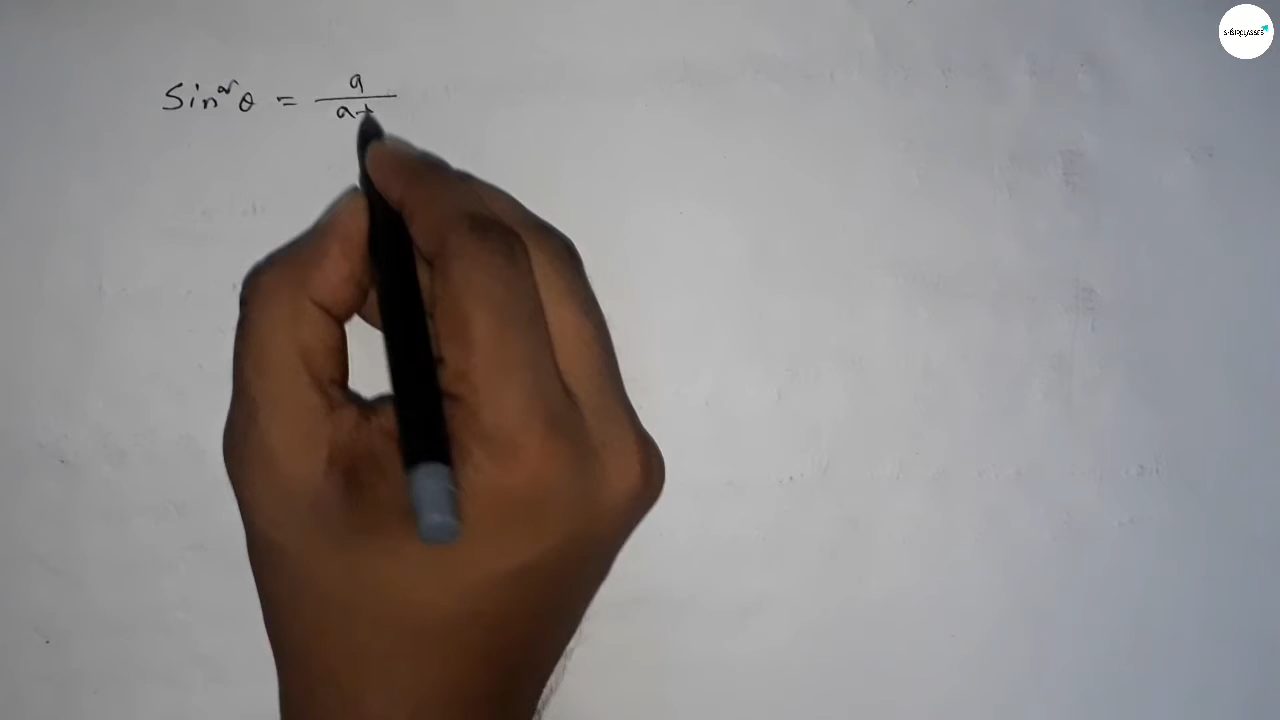 Sin²θ = a / a+